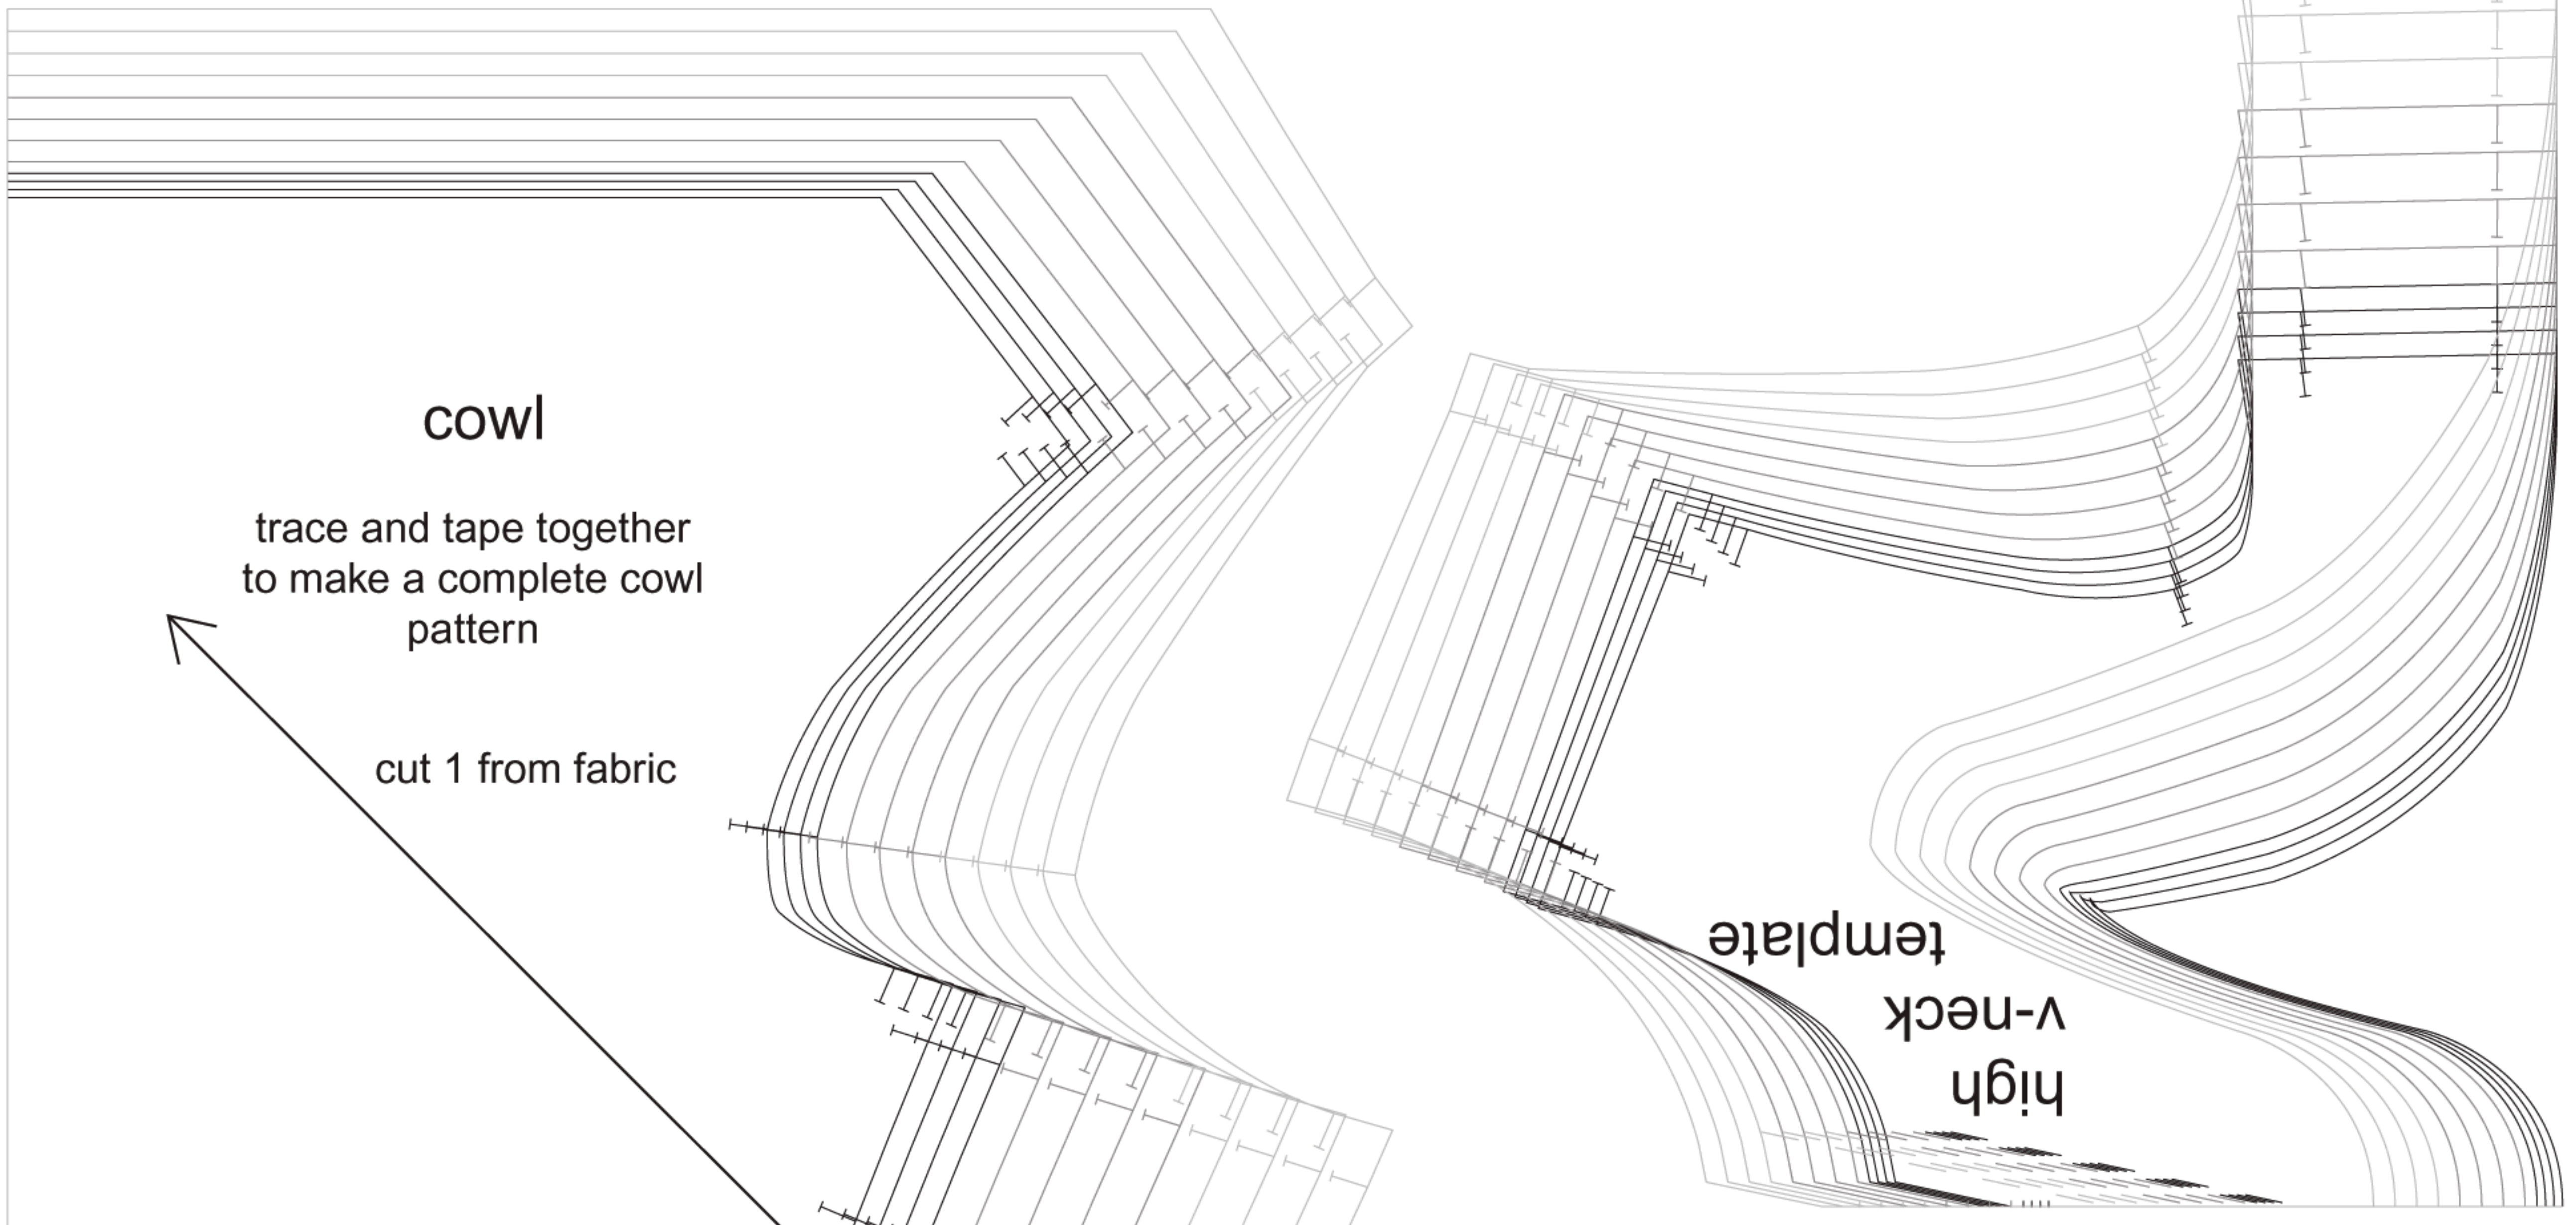 cowl
trace and tape together
to make a complete cowl
pattern
cut 1 from fabric
high
v-neck
template